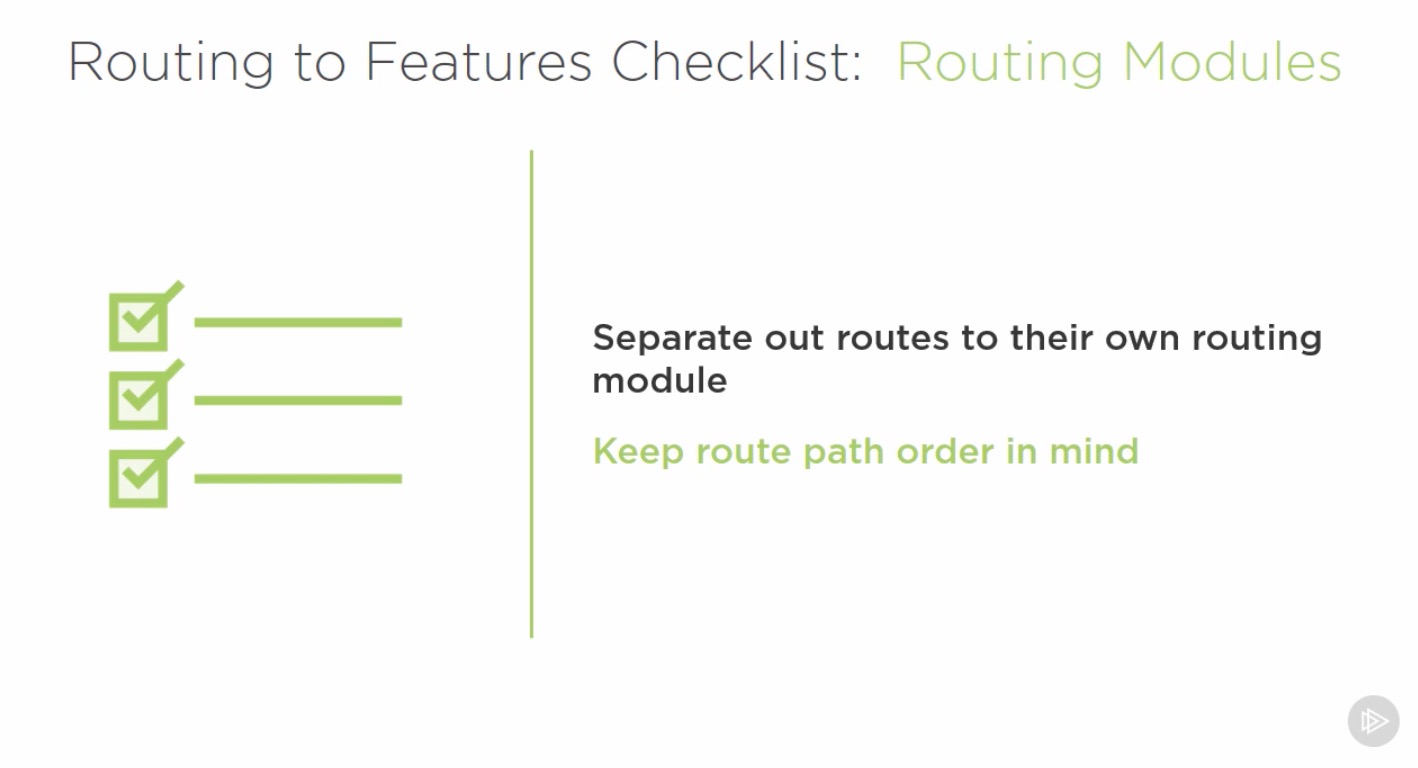 Routing to Features Checklist: Routing Modules
Separate out routes to their own routing
module
Keep route path order in mind